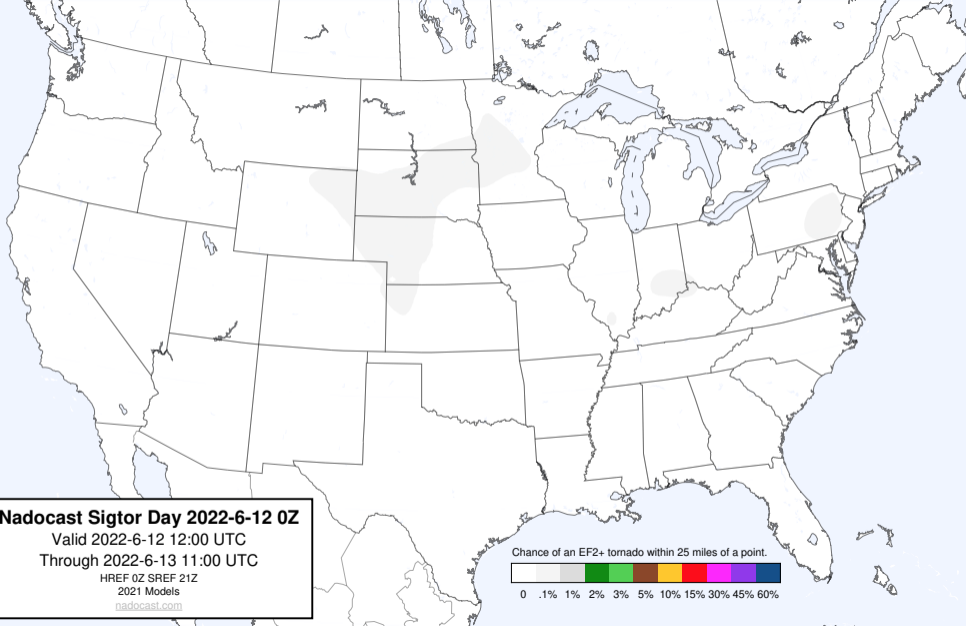 Nadocast Sigtor Day 2022-6-12 0Z
Valid 2022-6-12 12:00 UTC
Through 2022-6-13 11:00 UTC
HREF 0Z SREF 21Z
2021 Models
nadocast.com
Chance of an EF2+ tornado within 25 miles of a point.
0 .1% 1% 2% 3% 5% 10% 15% 30% 45% 60%